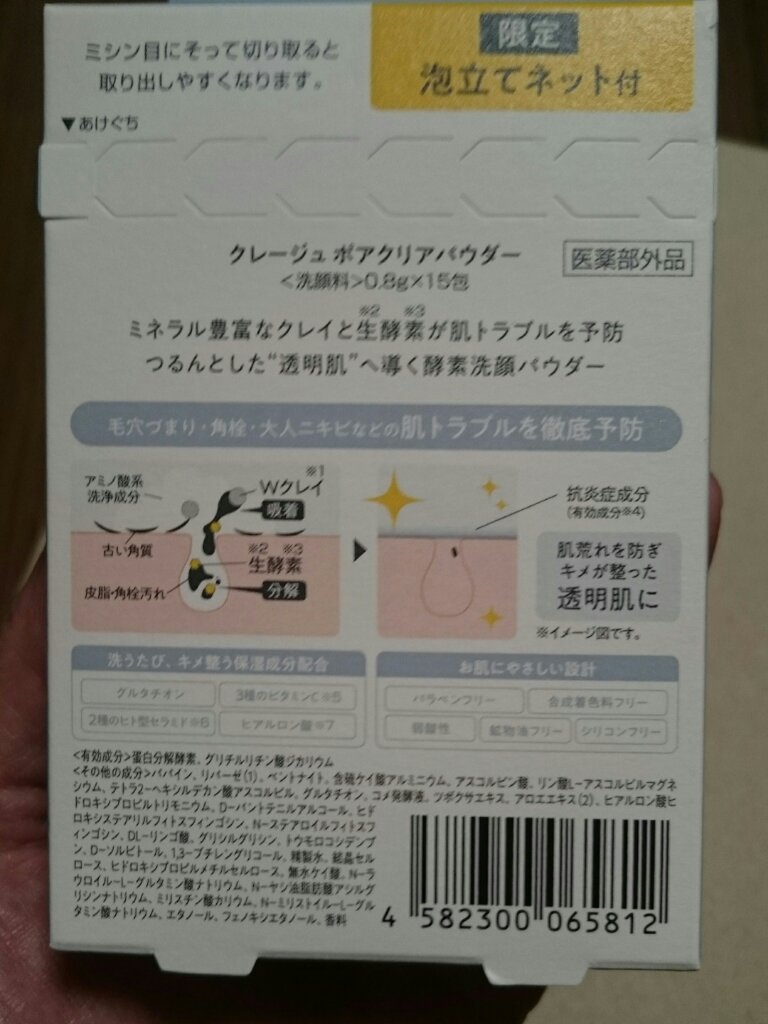 ミシン目にそって切り取ると
取り出しやすくなります。
限定
泡立てネット付
▼あけぐち
クレージュ ポアクリアパウダー
<洗顔料>0.8g×15包
医薬部外品
※2 ※3
ミネラル豊富なクレイと生酵素が肌トラブルを予防
つるんとした“透明肌”へ導く酵素洗顔パウダー
毛穴づまり・角栓・大人ニキビなどの肌トラブルを徹底予防
アミノ酸系
洗浄成分
※1
Wクレイ
吸着
古い角質
※2 ※3
生酵素
皮脂・角栓汚れ
分解
抗炎症成分
(有効成分※4)
肌荒れを防ぎ
キメが整った
透明肌に
※イメージ図です。
洗うたび、キメ整う保湿成分配合
グルタチオン
3種のビタミンC※5
2種のヒト型セラミド※6
ヒアルロン酸※7
お肌にやさしい設計
パラベンフリー
合成着色料フリー
弱酸性
鉱物油フリー
シリコンフリー
<有効成分>蛋白分解酵素、グリチルリチン酸ジカリウム
<その他の成分>パパイン、リパーゼ(1)、ベントナイト、含硫ケイ酸アルミニウム、アスコルビン酸、リン酸L-アスコルビルマグネ
シウム、テトラ2-ヘキシルデカン酸アスコルビル、グルタチオン、コメ発酵液、ツボクサエキス、アロエエキス(2)、ヒアルロン酸ヒ
ドロキシプロピルトリモニウム、D-パントテニルアルコール、ヒド
ロキシステアリルフィトスフィンゴシン、N-ステアロイルフィトスフ
ィンゴシン、DL-リンゴ酸、グリシルグリシン、トウモロコシデンプ
ン、D-ソルビトール、1,3-ブチレングリコール、精製水、結晶セル
ロース、ヒドロキシプロピルメチルセルロース、無水ケイ酸、N-ラ
ウロイル-L-グルタミン酸ナトリウム、N-ヤシ油脂肪酸アシルグ
リシンナトリウム、ミリスチン酸カリウム、N-ミリストイル-L-グル
タミン酸ナトリウム、エタノール、フェノキシエタノール、香料
4 582300 065812